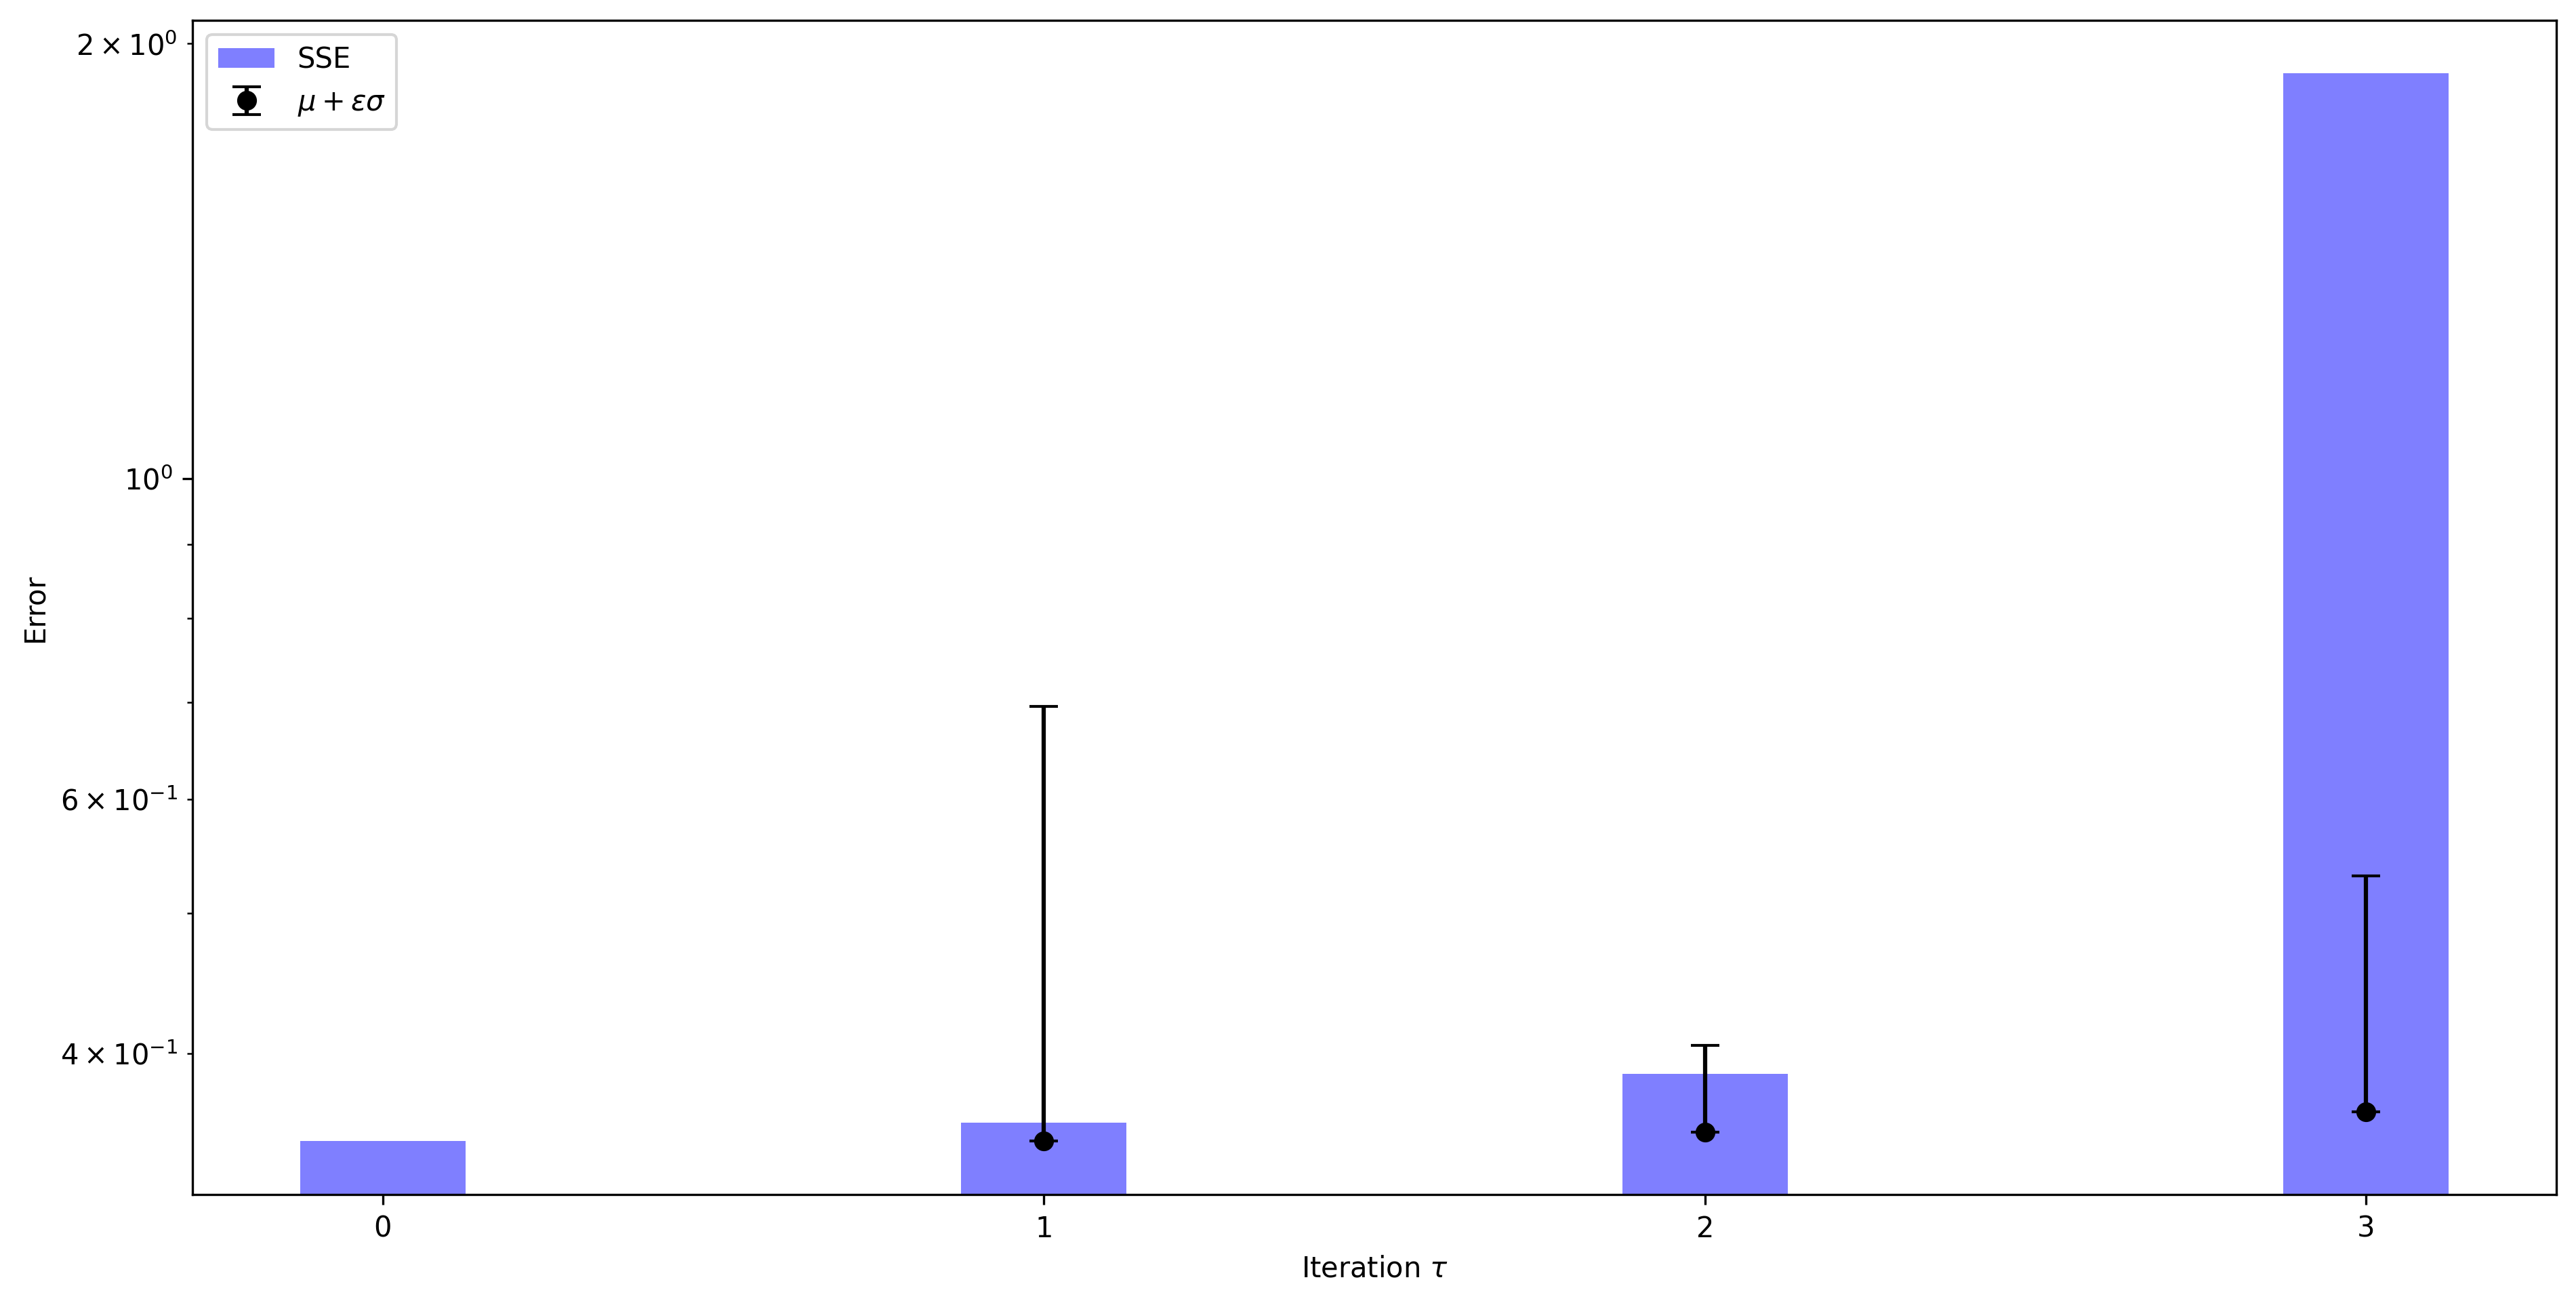 2 × 10⁰
SSE
μ + εσ
10⁰
Error
6 × 10⁻¹
4 × 10⁻¹
0 1 2 3
Iteration τ